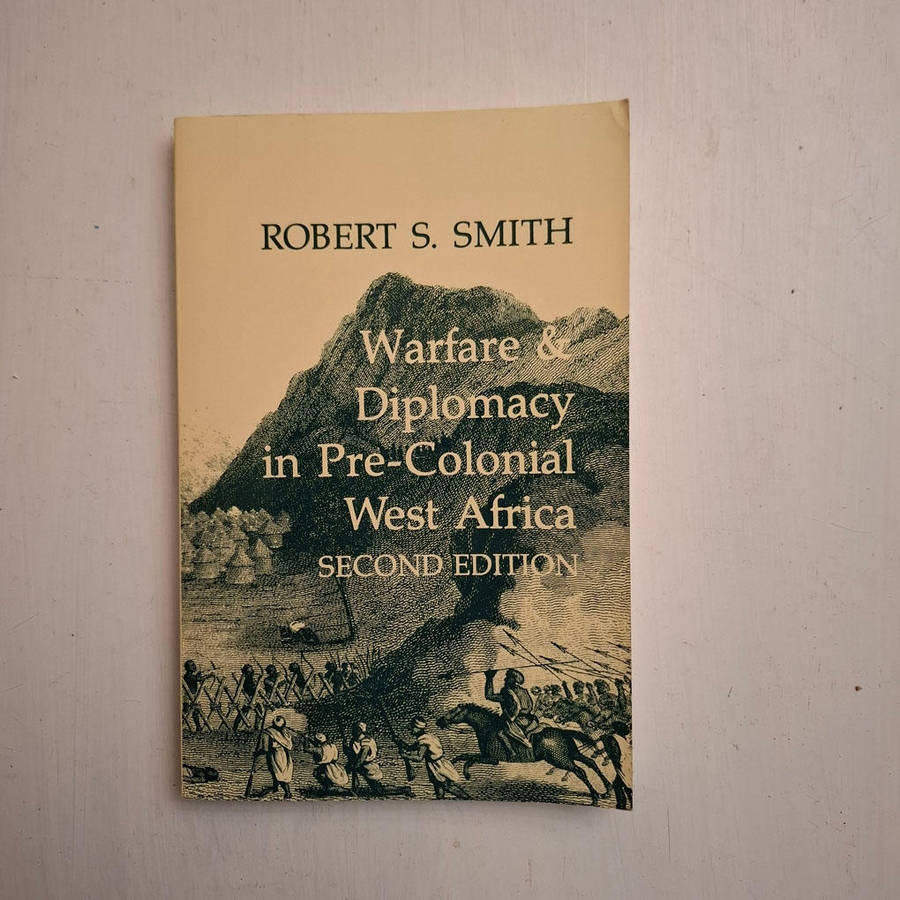 ROBERT S. SMITH
Warfare &
Diplomacy
in Pre-Colonial
West Africa
SECOND EDITION